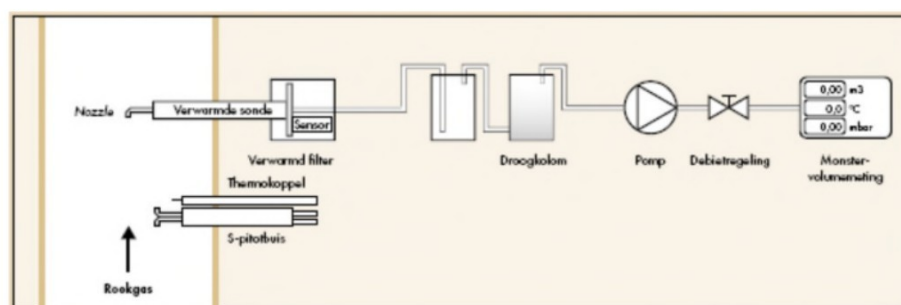 Nozzle
Verwarmde sonde
Sensor
0,00 m3
0,0 °C
0,00 mbar
Verwarmd filter
Droogkolom
Pomp
Debietregeling
Monster-
volumemeting
Thermokoppel
S-pitotbuis
Rookgas